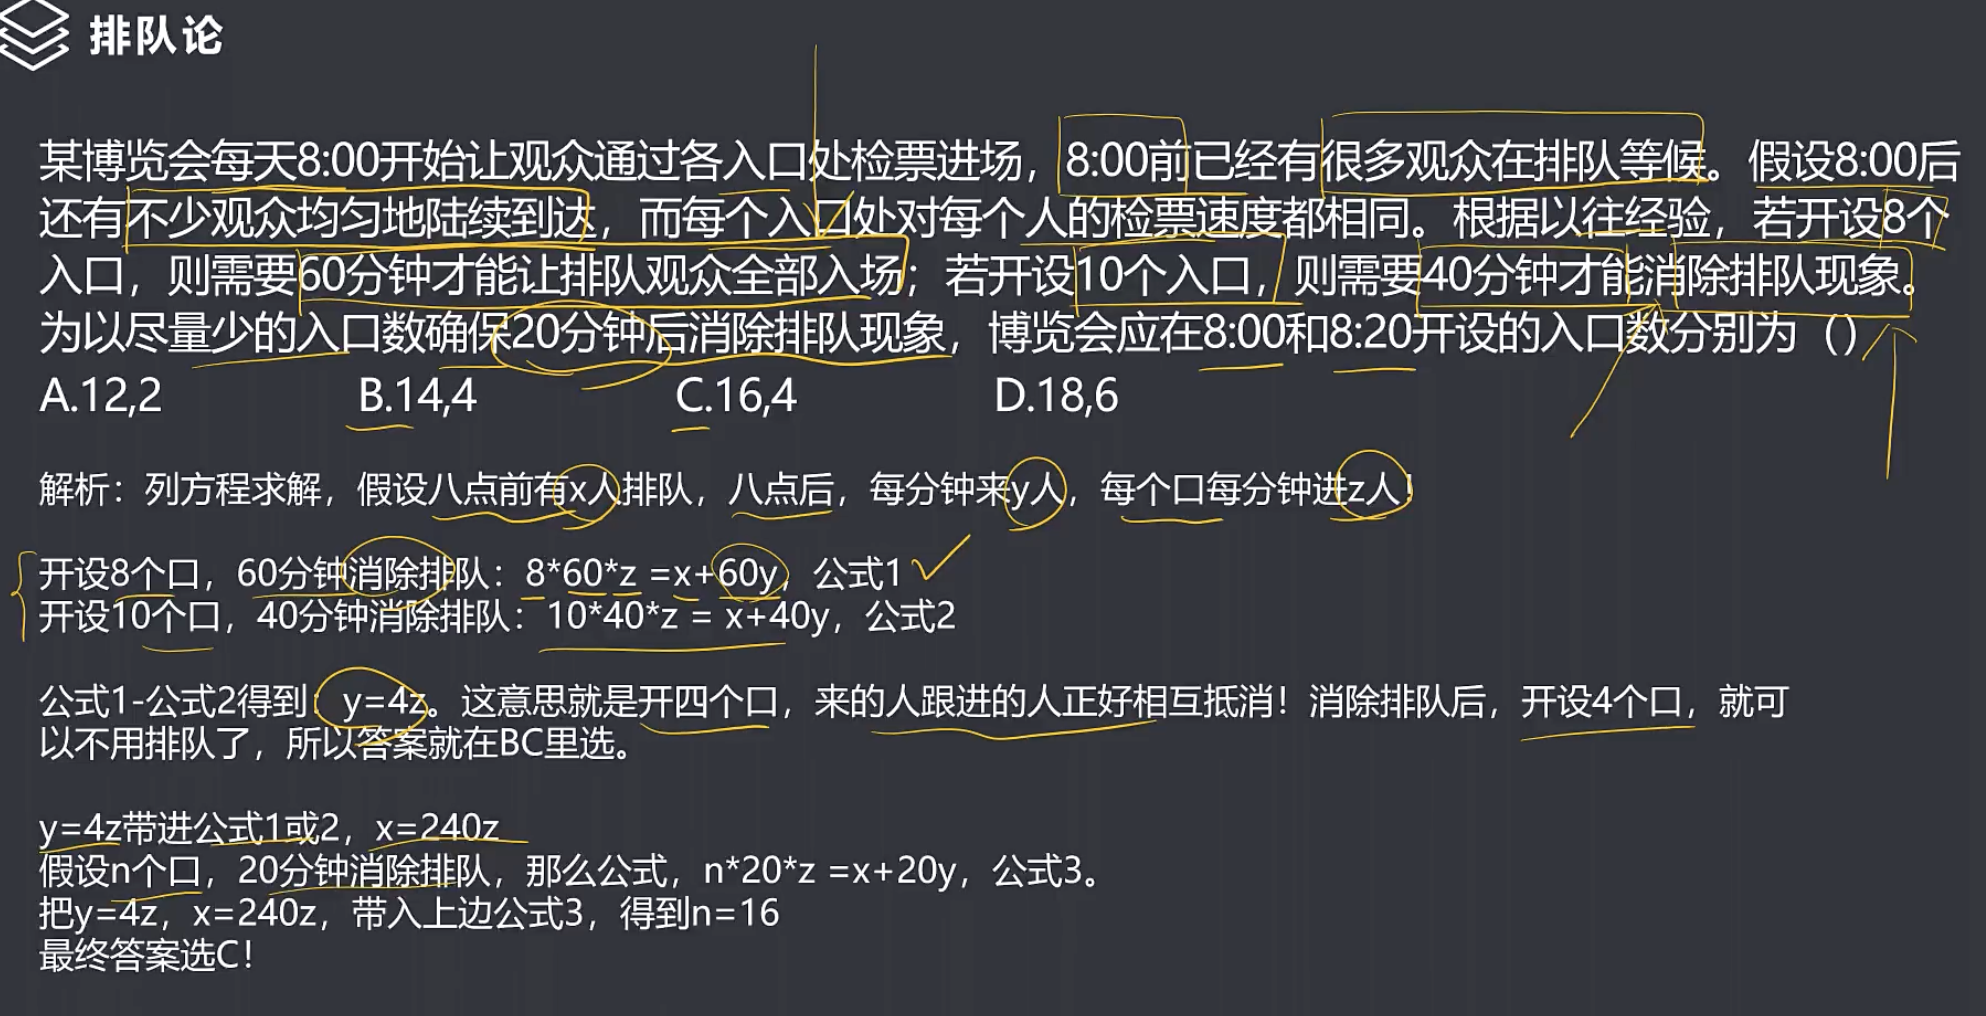 排队论
某博览会每天8:00开始让观众通过各入口处检票进场，8:00前已经有很多观众在排队等候。假设8:00后
还有不少观众均匀地陆续到达，而每个入口处对每个人的检票速度都相同。根据以往经验，若开设8个
入口，则需要60分钟才能让排队观众全部入场；若开设10个入口，则需要40分钟才能消除排队现象。
为以尽量少的入口数确保20分钟后消除排队现象，博览会应在8:00和8:20开设的入口数分别为（）
A.12,2 B.14,4 C.16,4 D.18,6
解析：列方程求解，假设八点前有x人排队，八点后，每分钟来y人，每个口每分钟进z人！
开设8个口，60分钟消除排队：8*60*z =x+60y，公式1
开设10个口，40分钟消除排队：10*40*z = x+40y，公式2
公式1-公式2得到：y=4z。这意思就是开四个口，来的人跟进的人正好相互抵消！消除排队后，开设4个口，就可
以不用排队了，所以答案就在BC里选。
y=4z带进公式1或2，x=240z
假设n个口，20分钟消除排队，那么公式，n*20*z =x+20y，公式3。
把y=4z，x=240z，带入上边公式3，得到n=16
最终答案选C！